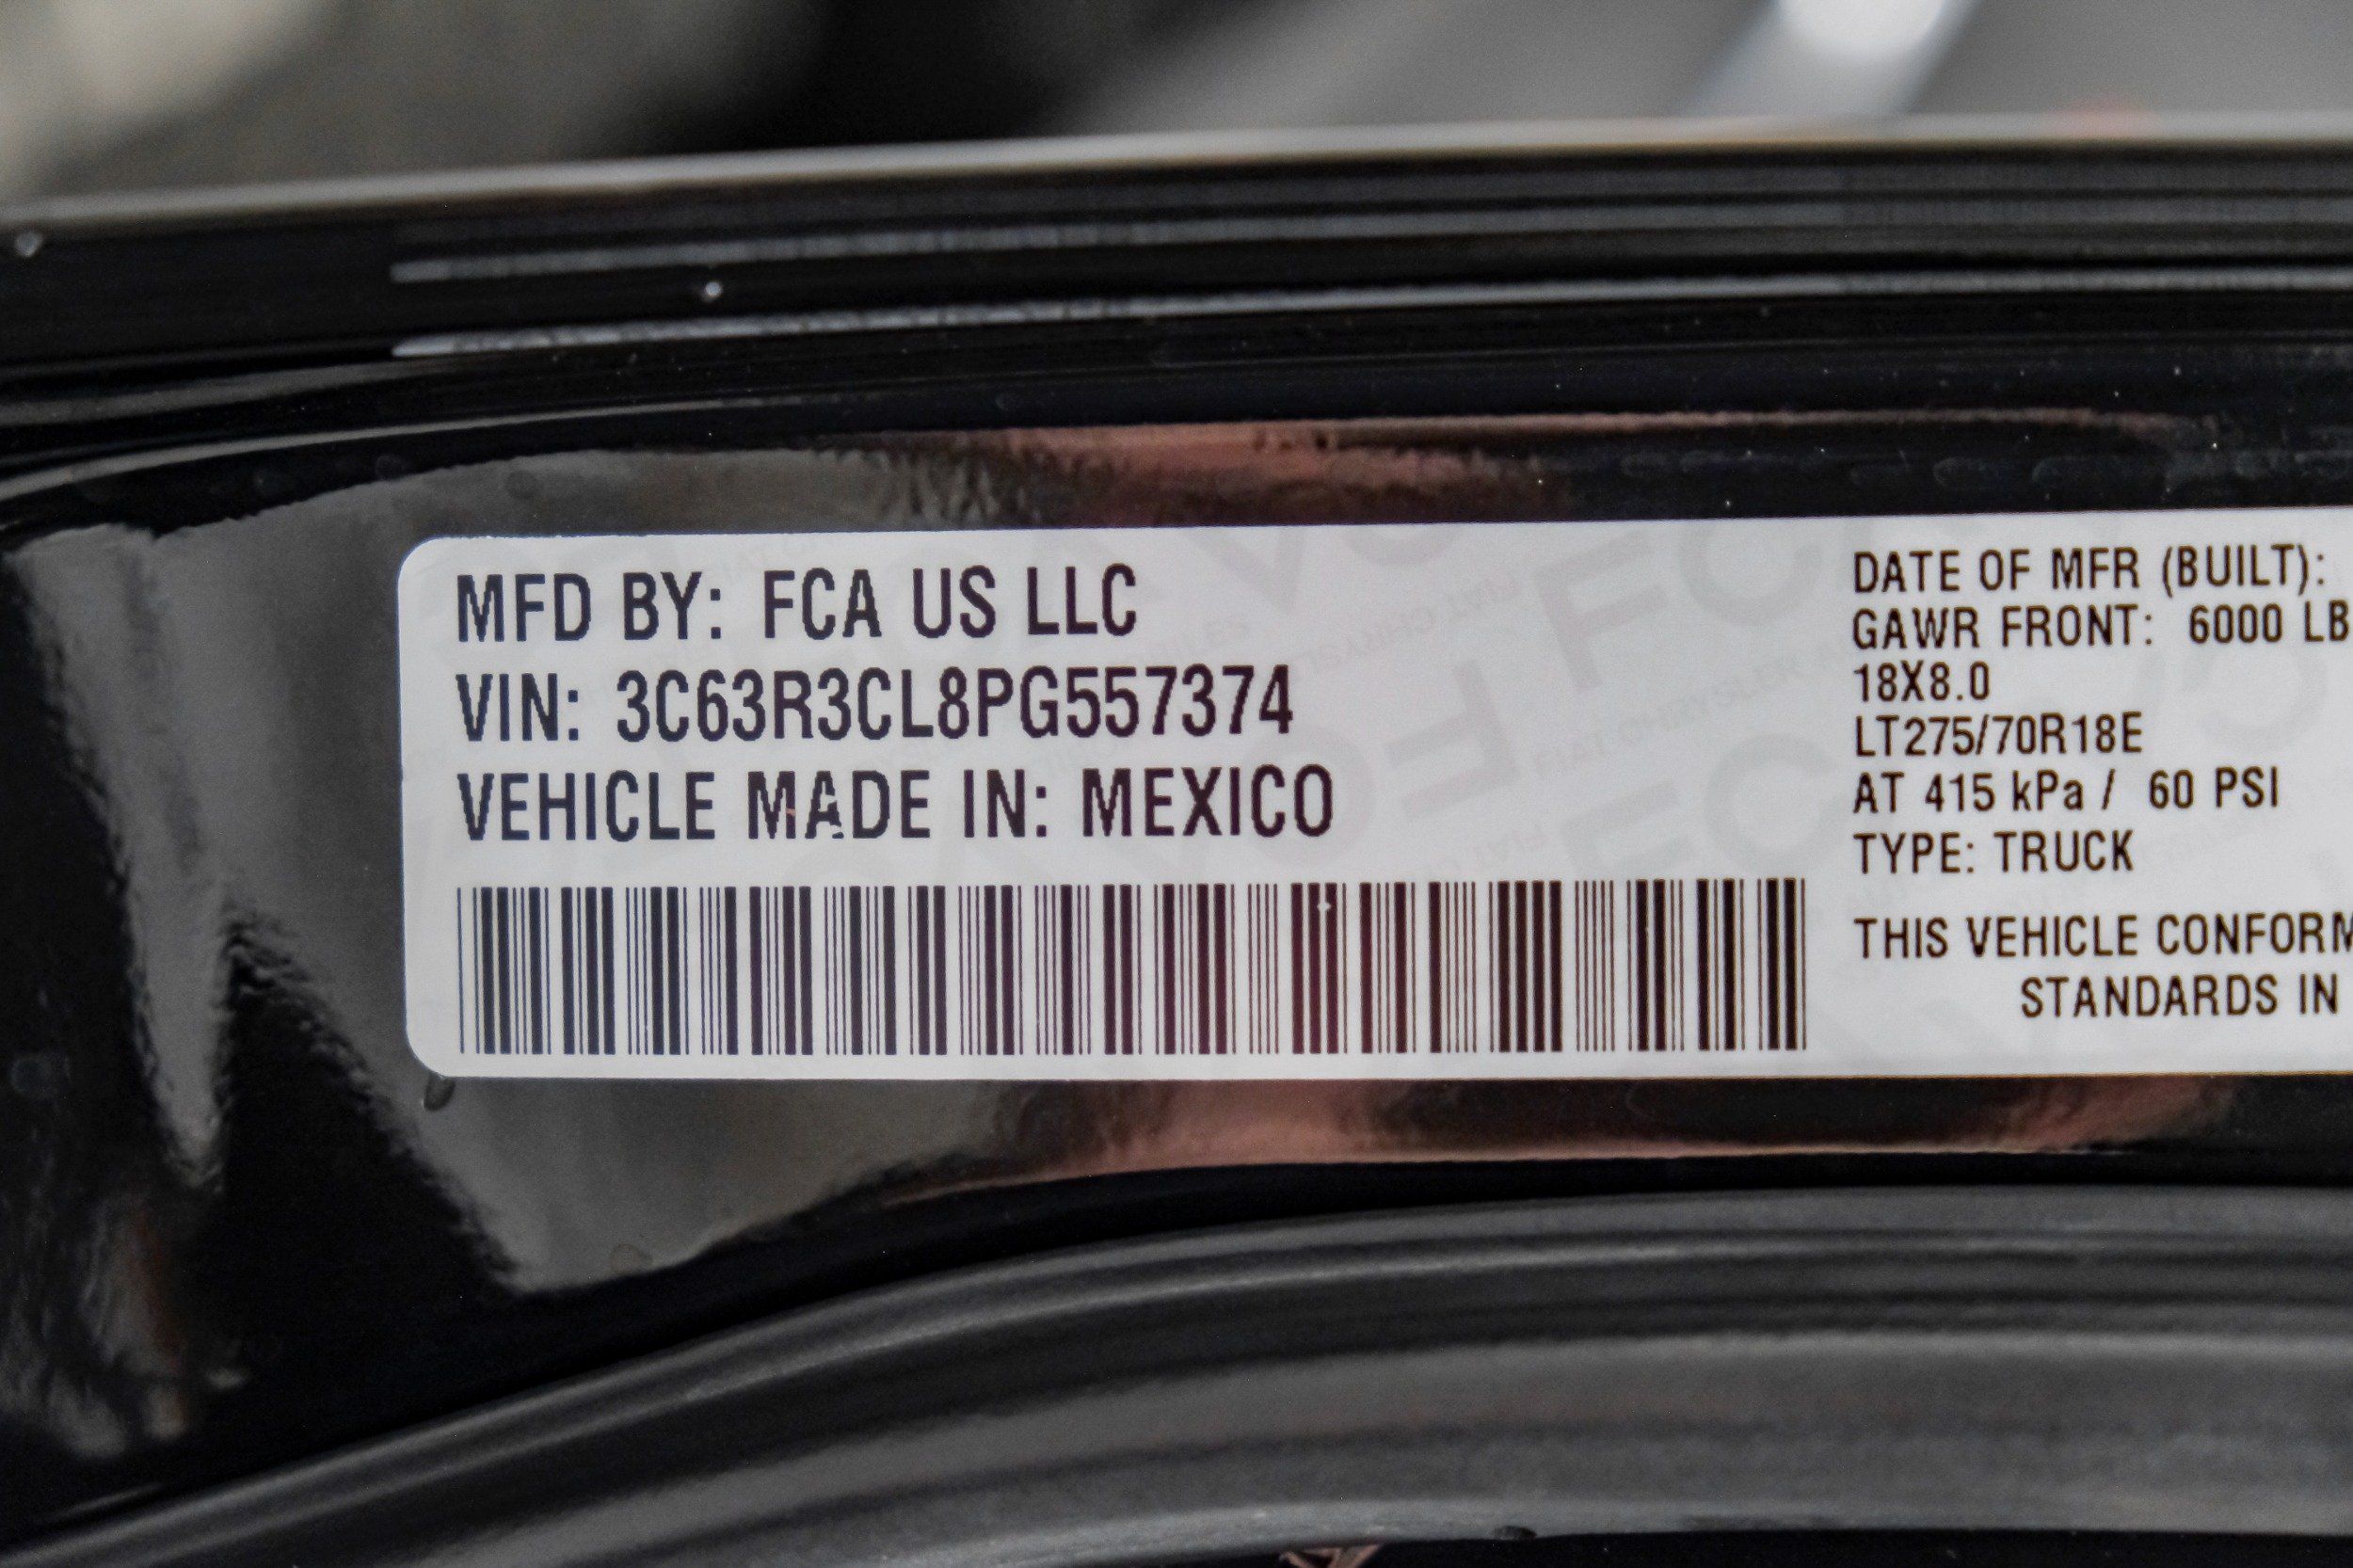 MFD BY: FCA US LLC
VIN: 3C63R3CL8PG557374
VEHICLE MADE IN: MEXICO
DATE OF MFR (BUILT):
GAWR FRONT: 6000 LB
18X8.0
LT275/70R18E
AT 415 kPa / 60 PSI
TYPE: TRUCK
THIS VEHICLE CONFORM
STANDARDS IN